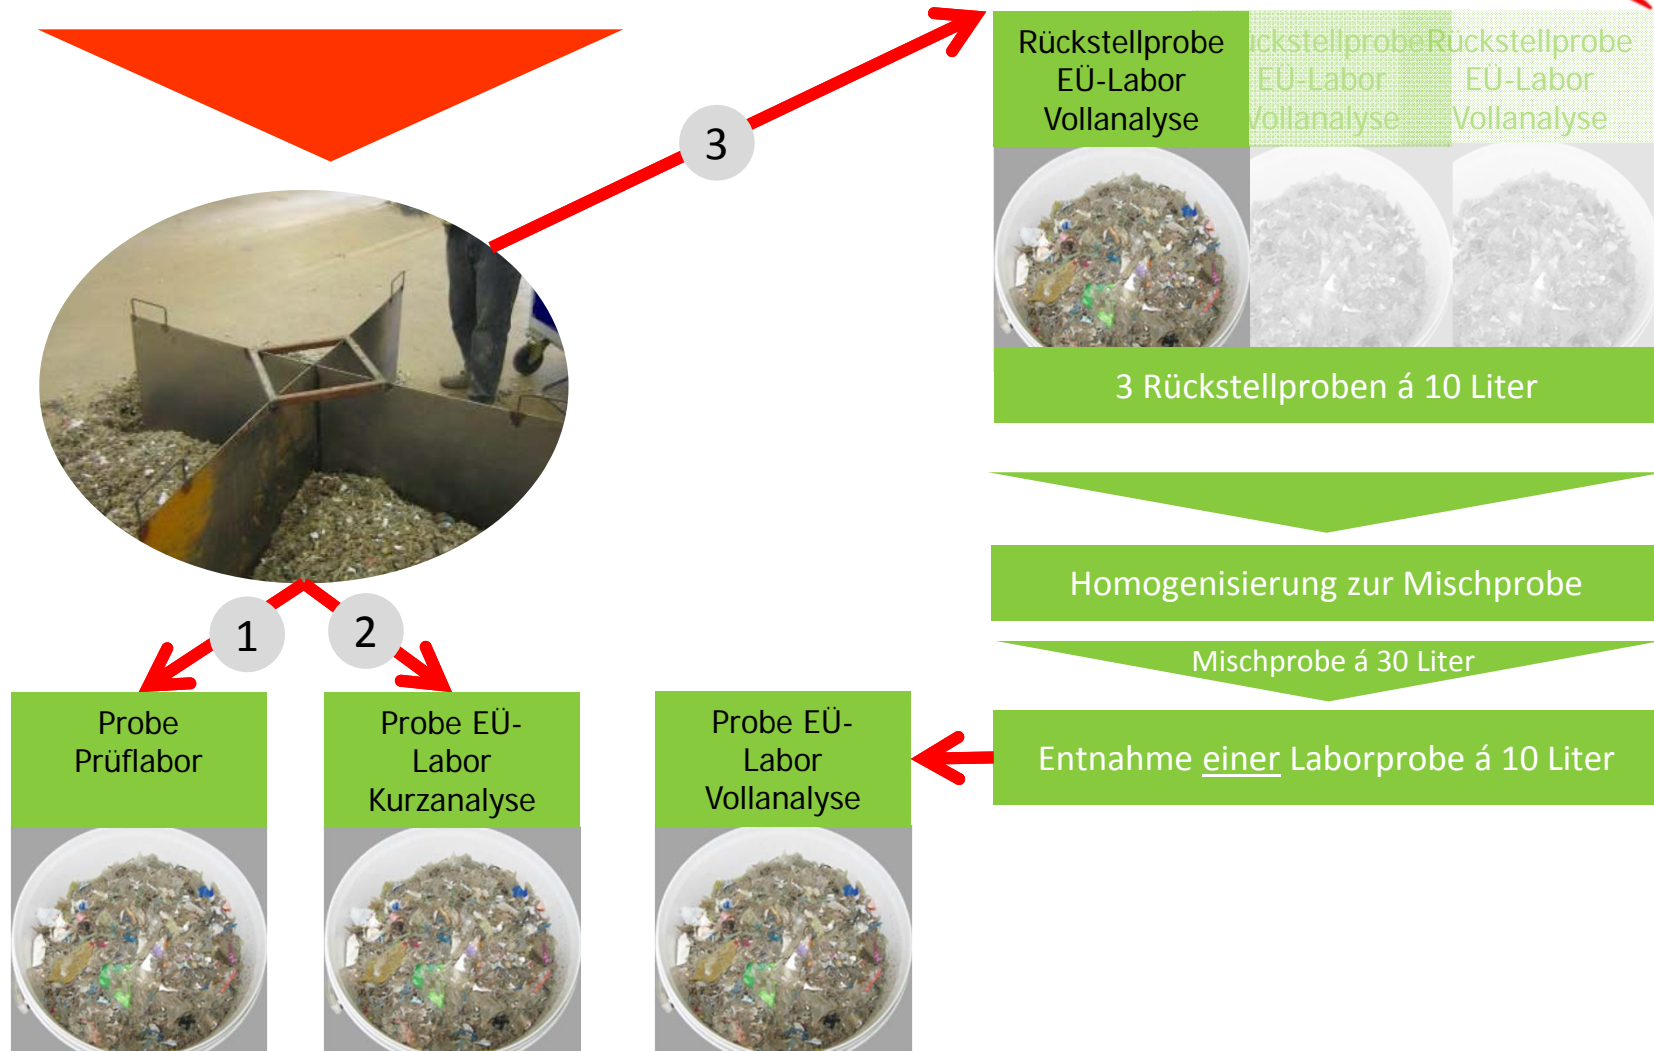 3
Rückstellprobe
EÜ-Labor
Vollanalyse
ückstellprobe
EÜ-Labor
Vollanalyse
Rückstellprobe
EÜ-Labor
Vollanalyse
3 Rückstellproben á 10 Liter
Homogenisierung zur Mischprobe
Mischprobe á 30 Liter
Entnahme einer Laborprobe á 10 Liter
1
2
Probe
Prüflabor
Probe EÜ-
Labor
Kurzanalyse
Probe EÜ-
Labor
Vollanalyse